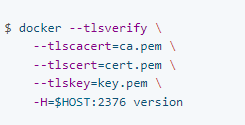 $ docker --tlsverify \
    --tlscacert=ca.pem \
    --tlscert=cert.pem \
    --tlskey=key.pem \
    -H=$HOST:2376 version